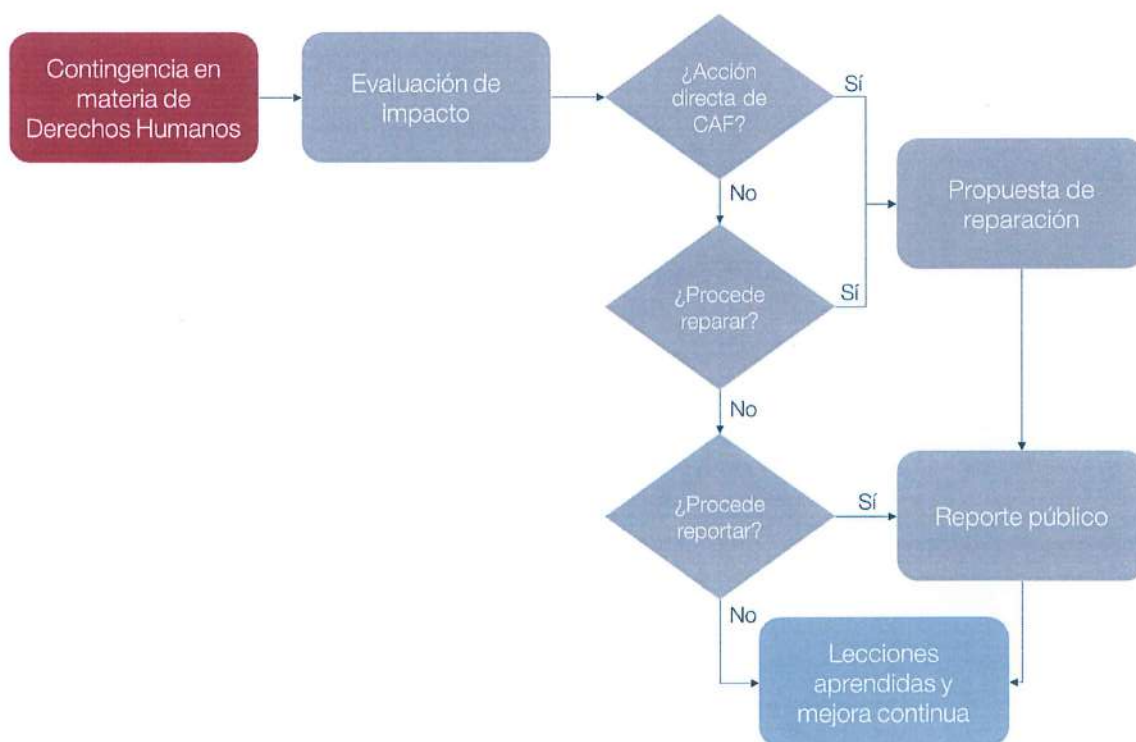 Contingencia en
materia de
Derechos Humanos
Evaluación de
impacto
¿Acción
directa de
CAF?
Sí
No
Propuesta de
reparación
¿Procede
reparar?
Sí
No
¿Procede
reportar?
Sí
Reporte público
No
Lecciones
aprendidas y
mejora continua